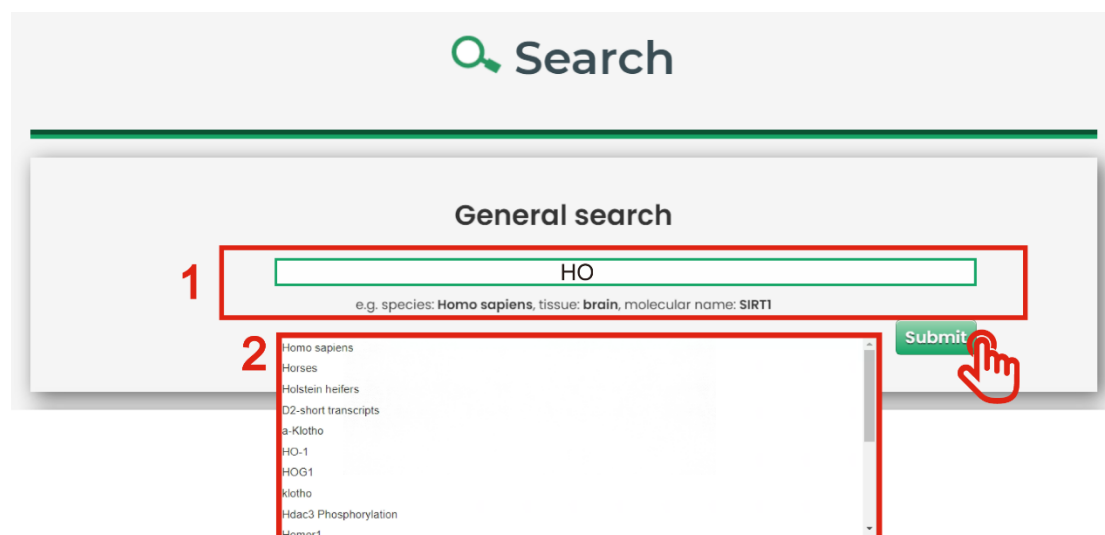 Search
General search
1
HO
e.g. species: Homo sapiens, tissue: brain, molecular name: SIRT1
Submit
2
Homo sapiens
Horses
Holstein heifers
D2-short transcripts
a-Klotho
HO-1
HOG1
klotho
Hdac3 Phosphorylation
Homer1